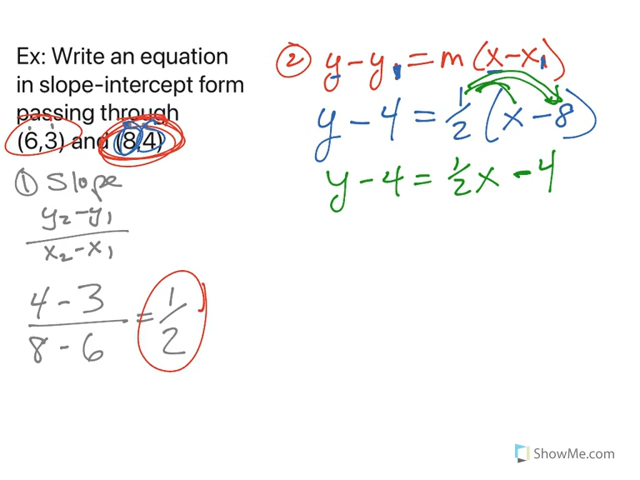 Ex: Write an equation
in slope-intercept form
passing through
(6,3) and (8,4)
① Slope
y₂-y₁
x₂-x₁
4-3
8-6
= 1/2
② y-y₁=m(x-x₁)
y-4=1/2(x-8)
y-4=1/2x-4
ShowMe.com